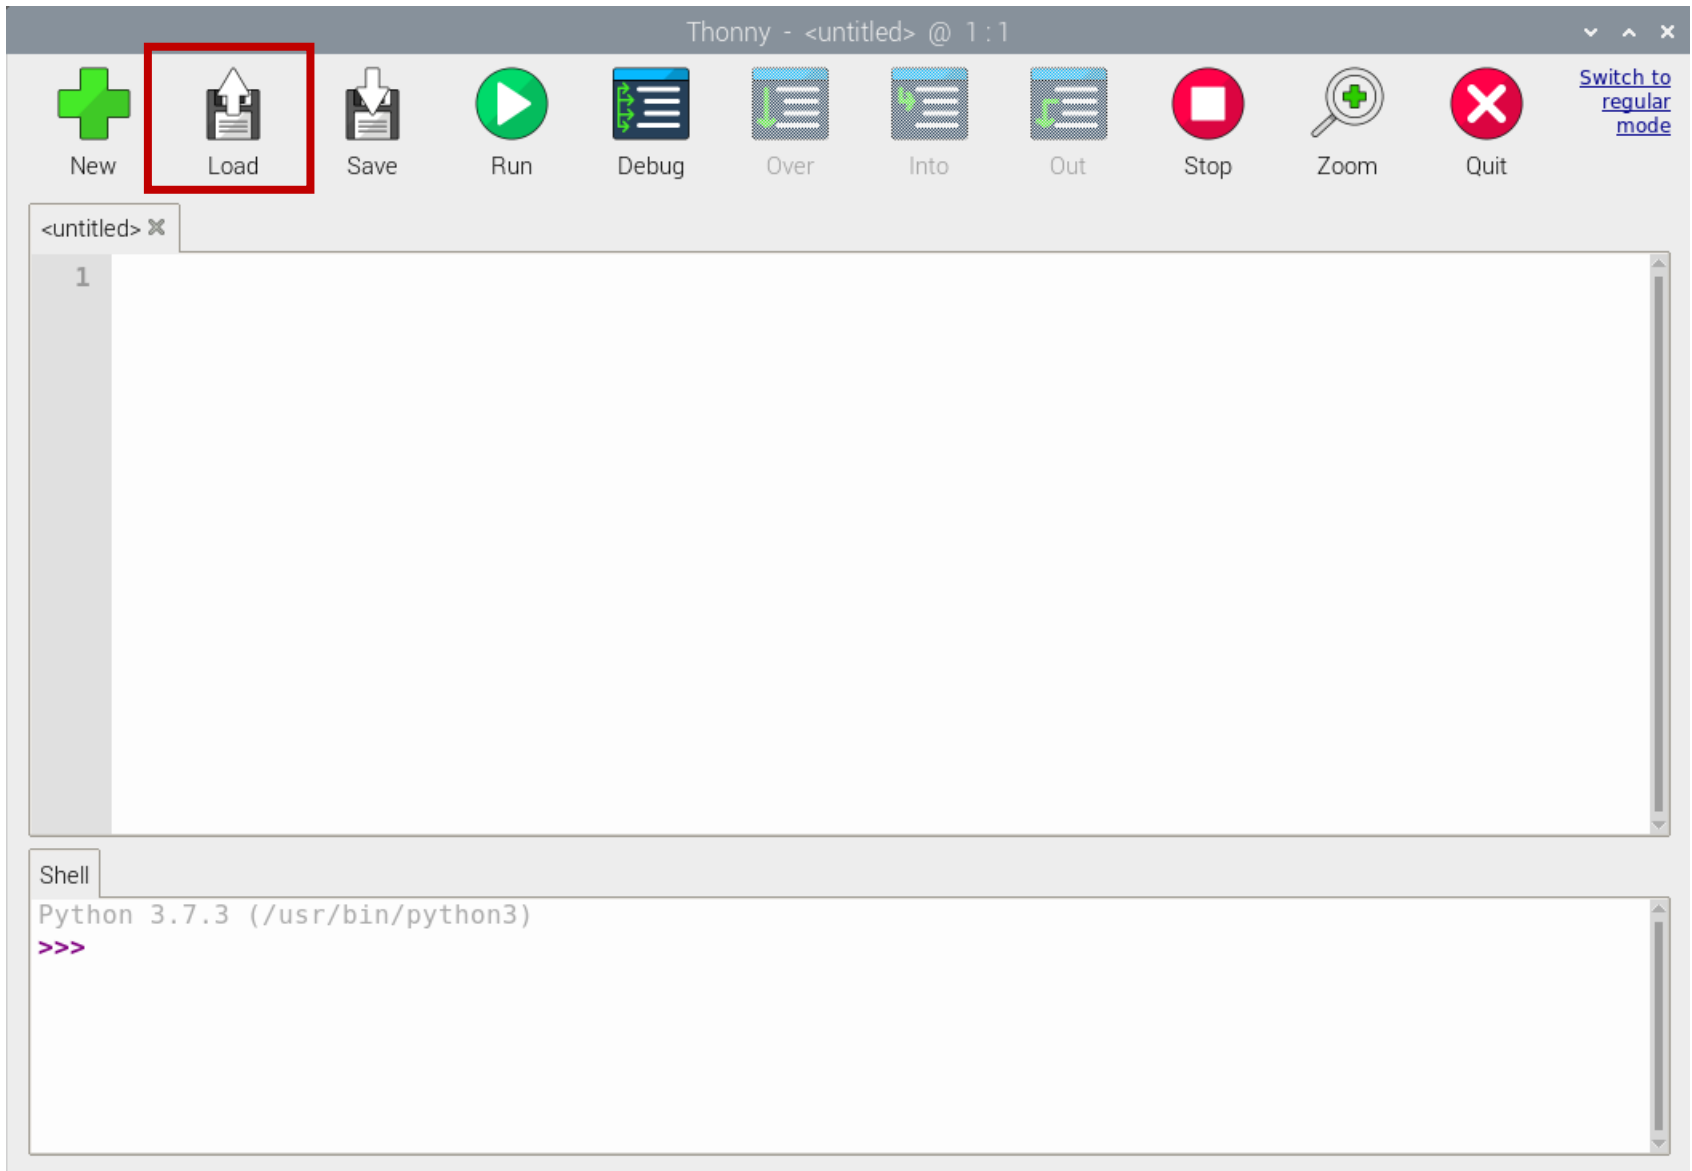 Thonny - <untitled> @ 1:1
New Load Save Run Debug Over Into Out Stop Zoom Quit
Switch to
regular
mode
<untitled>
1
Shell
Python 3.7.3 (/usr/bin/python3)
>>>